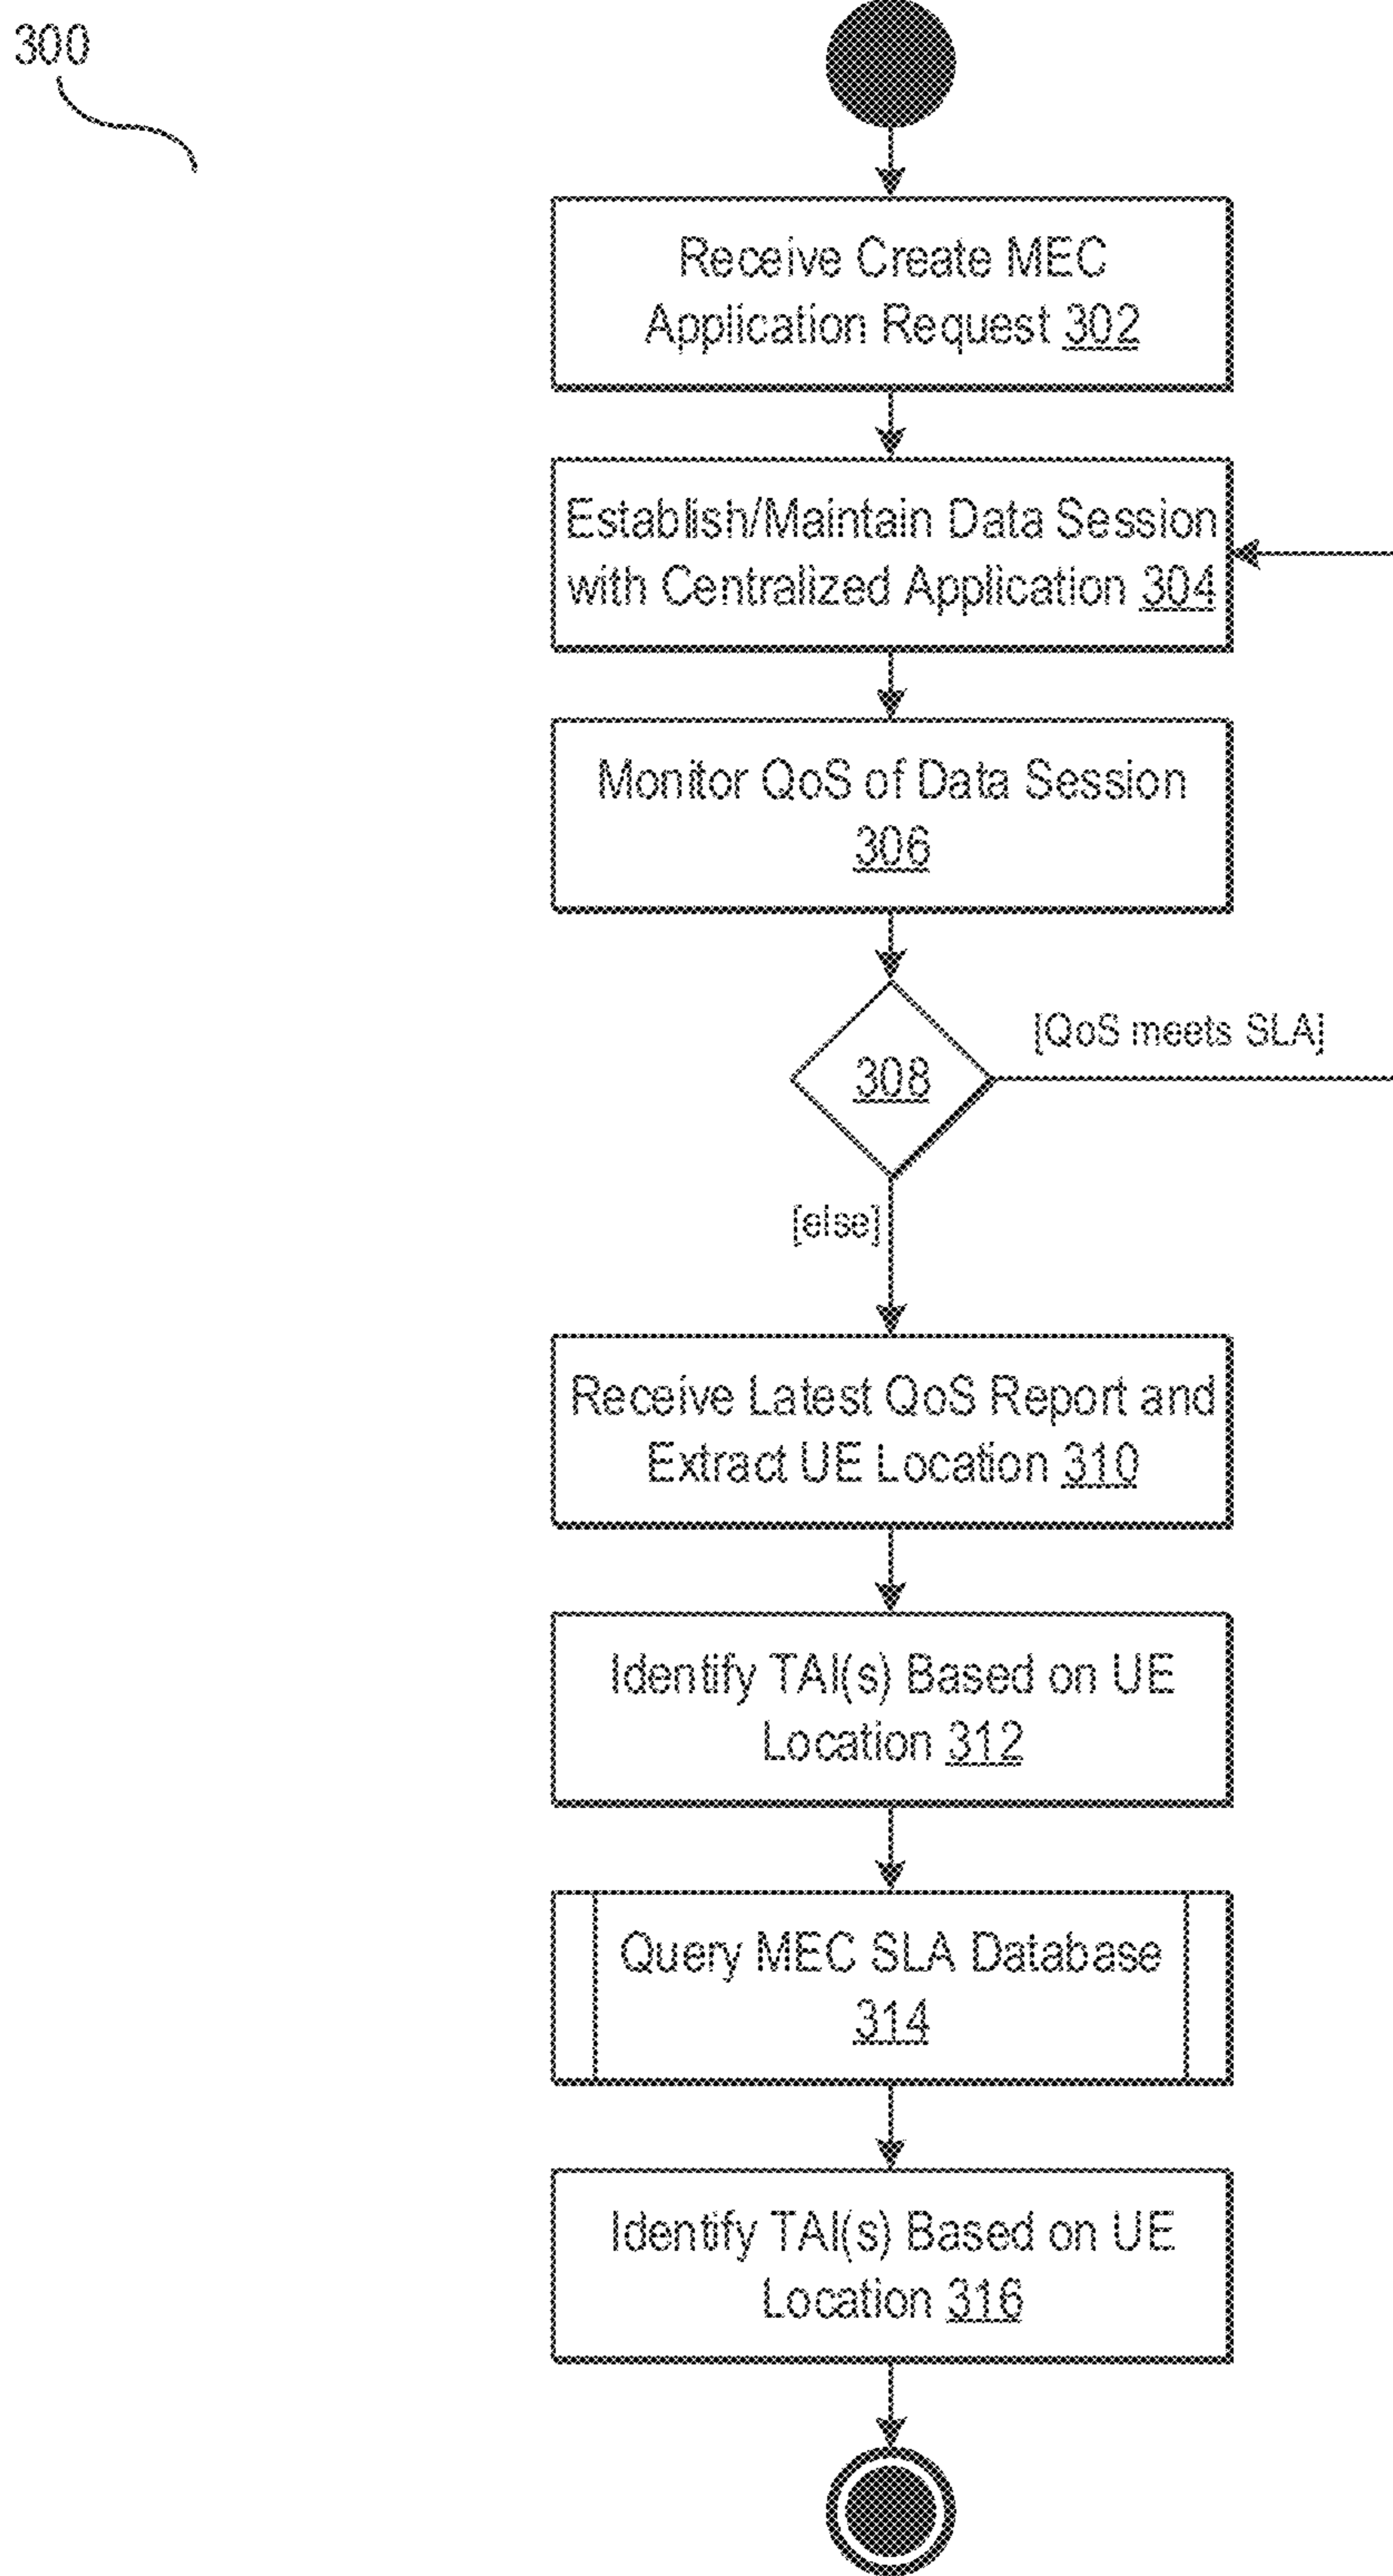 300
Receive Create MEC
Application Request 302
Establish/Maintain Data Session
with Centralized Application 304
Monitor QoS of Data Session
306
308
[QoS meets SLA]
[else]
Receive Latest QoS Report and
Extract UE Location 310
Identify TAI(s) Based on UE
Location 312
Query MEC SLA Database
314
Identify TAI(s) Based on UE
Location 316